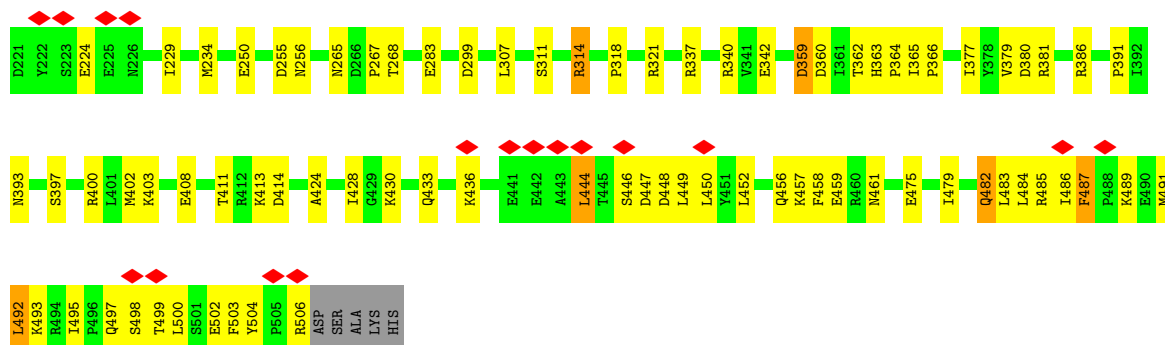 D221 Y222 S223 E224 E225 N226 I229 M234 E250 D255 N256 N265 D266 P267 T268 E283 D299 L307 S311 R314 P318 R321 R337 R340 V341 E342 D359 D360 I361 T362 H363 P364 I365 P366 I377 Y378 V379 D380 R381 R386 P391 I392
N393 S397 R400 L401 M402 K403 E408 T411 R412 K413 D414 A424 I428 G429 K430 Q433 K436 E441 E442 A443 L444 T445 S446 D447 D448 L449 L450 Y451 L452 Q456 K457 F458 E459 R460 N461 E475 I479 Q482 L483 L484 R485 I486 F487 P488 K489 E490 M491
L492 K493 R494 I495 P496 Q497 S498 T499 L500 S501 E502 F503 Y504 P505 R506 ASP SER ALA LYS HIS